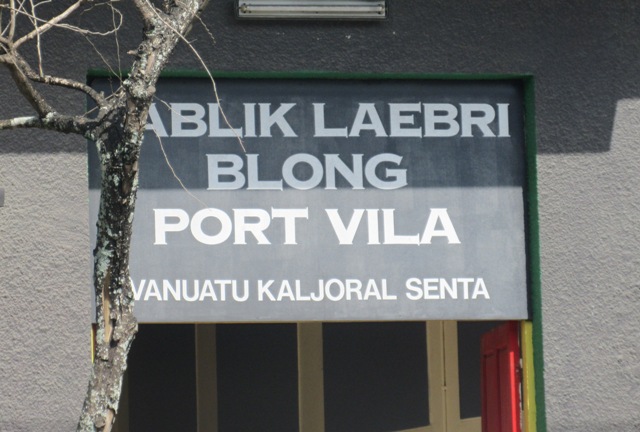 ABLIK LAEBRI
BLONG
PORT VILA
VANUATU KALJORAL SENTA